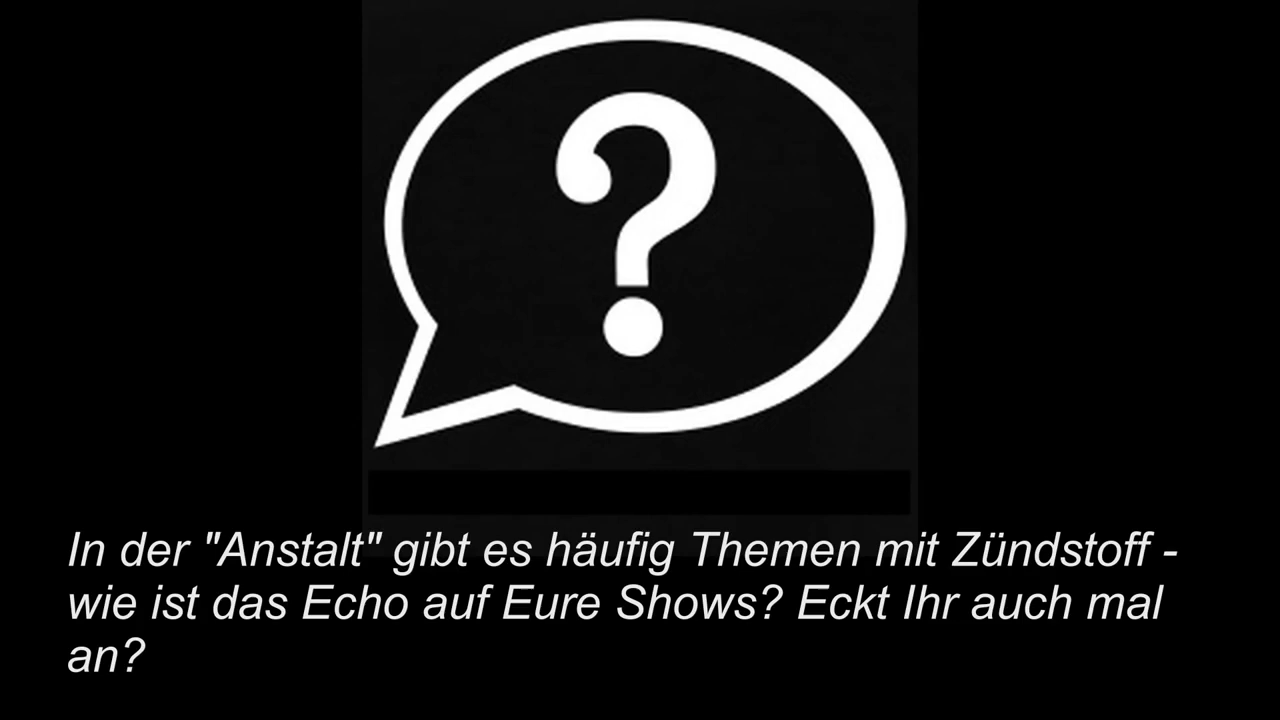 ?
In der "Anstalt" gibt es häufig Themen mit Zündstoff -
wie ist das Echo auf Eure Shows? Eckt Ihr auch mal
an?